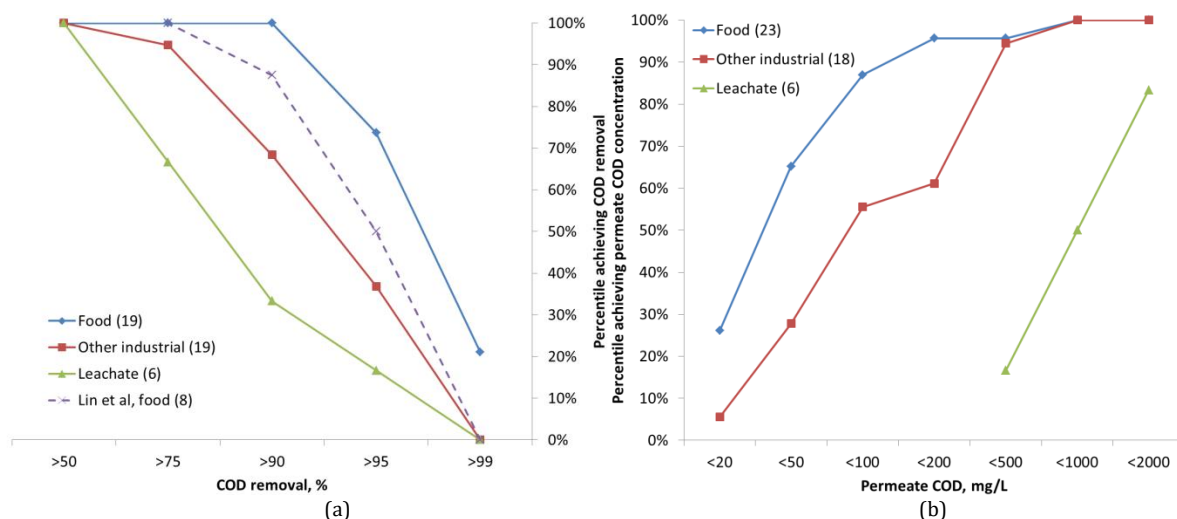 100%
90%
80%
70%
60%
50%
40%
30%
20%
10%
0%
Percentile achieving COD removal
Food (19)
Other industrial (19)
Leachate (6)
Lin et al, food (8)
>50 >75 >90 >95 >99
COD removal, %
(a)
Percentile achieving permeate COD concentration
100%
90%
80%
70%
60%
50%
40%
30%
20%
10%
0%
Food (23)
Other industrial (18)
Leachate (6)
<20 <50 <100 <200 <500 <1000 <2000
Permeate COD, mg/L
(b)